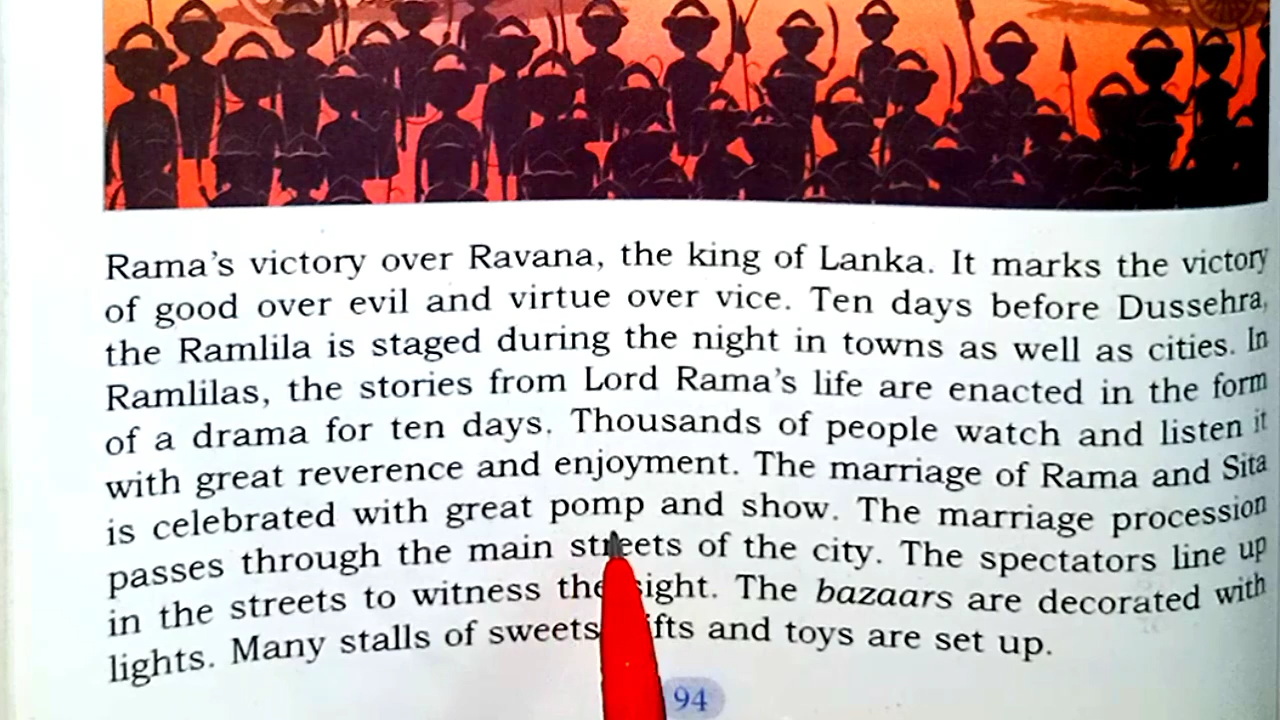 Rama's victory over Ravana, the king of Lanka. It marks the victory
of good over evil and virtue over vice. Ten days before Dussehra,
the Ramlila is staged during the night in towns as well as cities. In
Ramlilas, the stories from Lord Rama's life are enacted in the form
of a drama for ten days. Thousands of people watch and listen it
with great reverence and enjoyment. The marriage of Rama and Sita
is celebrated with great pomp and show. The marriage procession
passes through the main streets of the city. The spectators line up
in the streets to witness the sight. The bazaars are decorated with
lights. Many stalls of sweets, gifts and toys are set up.
94